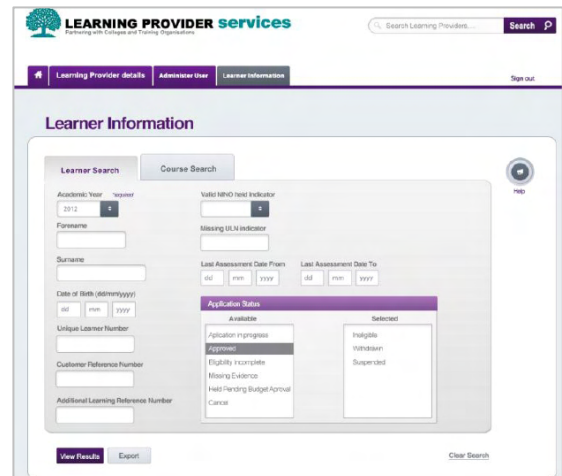 LEARNING PROVIDER services
Partnering with Colleges and Training Organisations
Search Learning Providers...
Search
Learning Provider details
Administer User
Learner Information
Sign out
Learner Information
Learner Search
Course Search
Help
Academic Year *required
2012
Valid NINO held Indicator
Forename
Missing ULN indicator
Surname
Last Assessment Date From
Last Assessment Date To
dd mm yyyy
dd mm yyyy
Date of Birth (dd/mm/yyyy)
dd mm yyyy
Application Status
Available
Selected
Unique Learner Number
Aplication in progress
Approved
Eligibility Incomplete
Missing Evidence
Held Pending Budget Aproval
Cancel
Ineligible
Withdrawn
Suspended
Customer Reference Number
Additional Learning Reference Number
View Results
Export
Clear Search